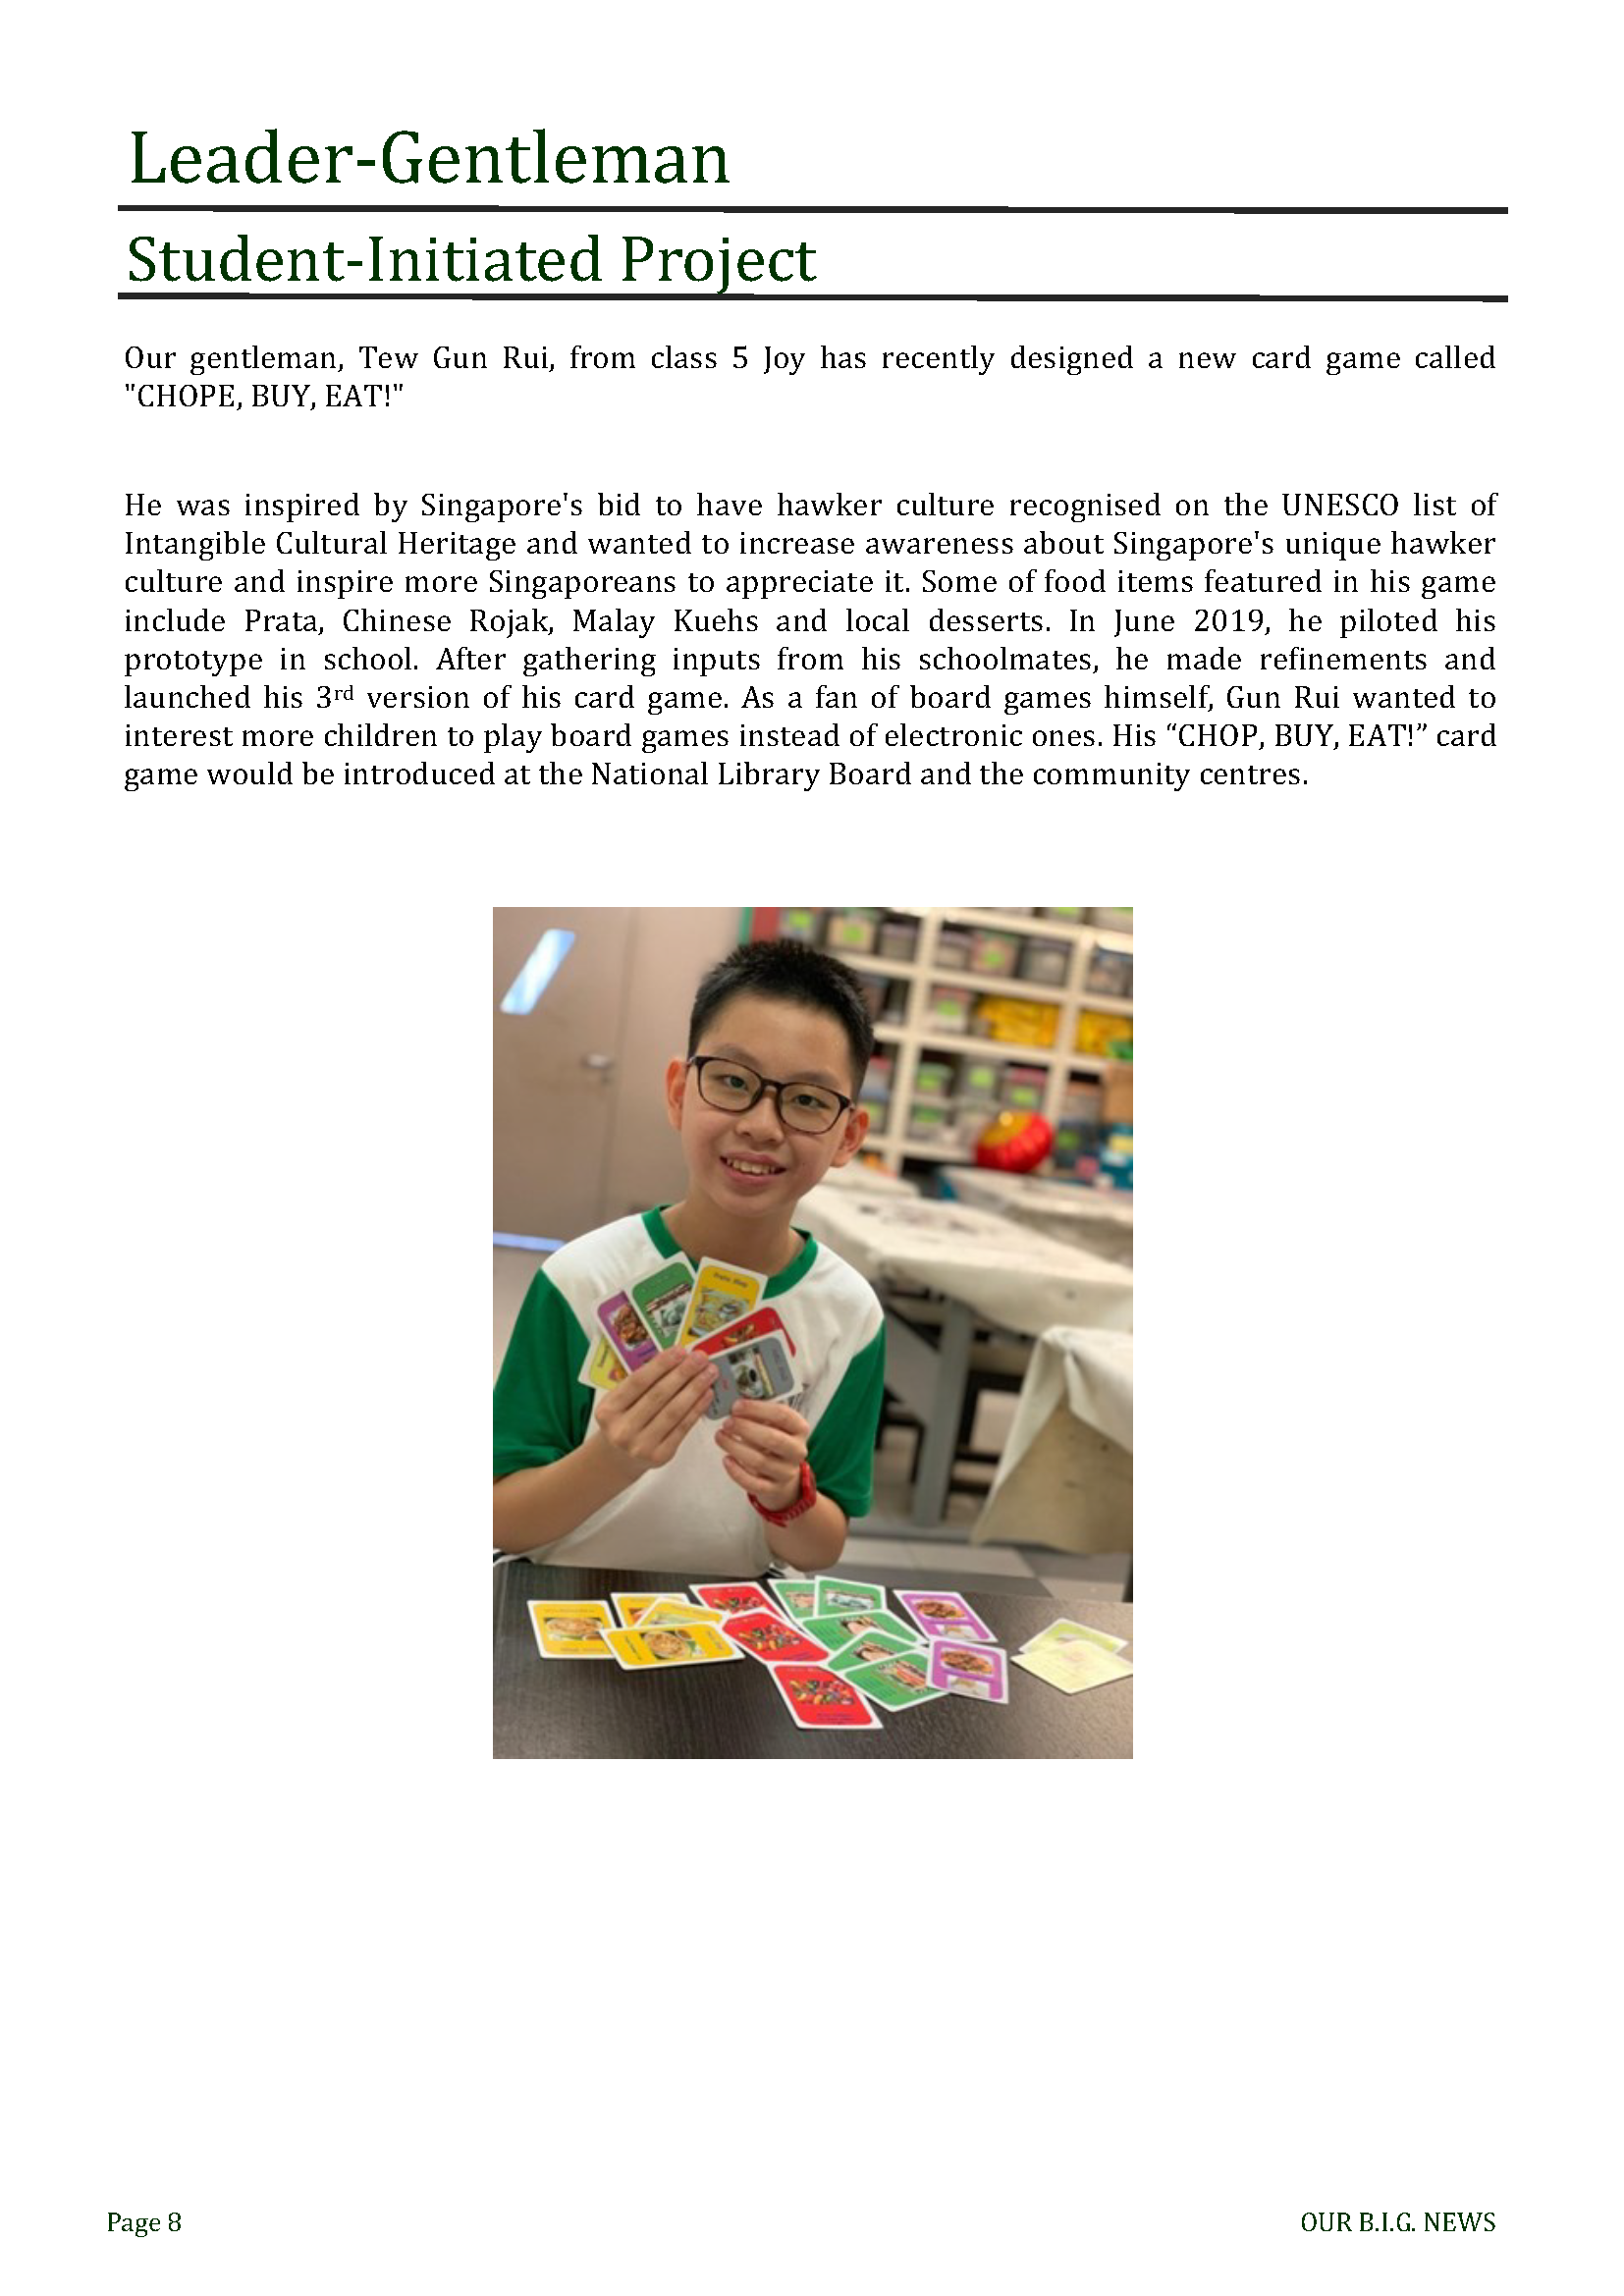 Leader-Gentleman
Student-Initiated Project
Our gentleman, Tew Gun Rui, from class 5 Joy has recently designed a new card game called
"CHOPE, BUY, EAT!"
He was inspired by Singapore's bid to have hawker culture recognised on the UNESCO list of
Intangible Cultural Heritage and wanted to increase awareness about Singapore's unique hawker
culture and inspire more Singaporeans to appreciate it. Some of food items featured in his game
include Prata, Chinese Rojak, Malay Kuehs and local desserts. In June 2019, he piloted his
prototype in school. After gathering inputs from his schoolmates, he made refinements and
launched his 3rd version of his card game. As a fan of board games himself, Gun Rui wanted to
interest more children to play board games instead of electronic ones. His “CHOP, BUY, EAT!” card
game would be introduced at the National Library Board and the community centres.
Page 8
OUR B.I.G. NEWS